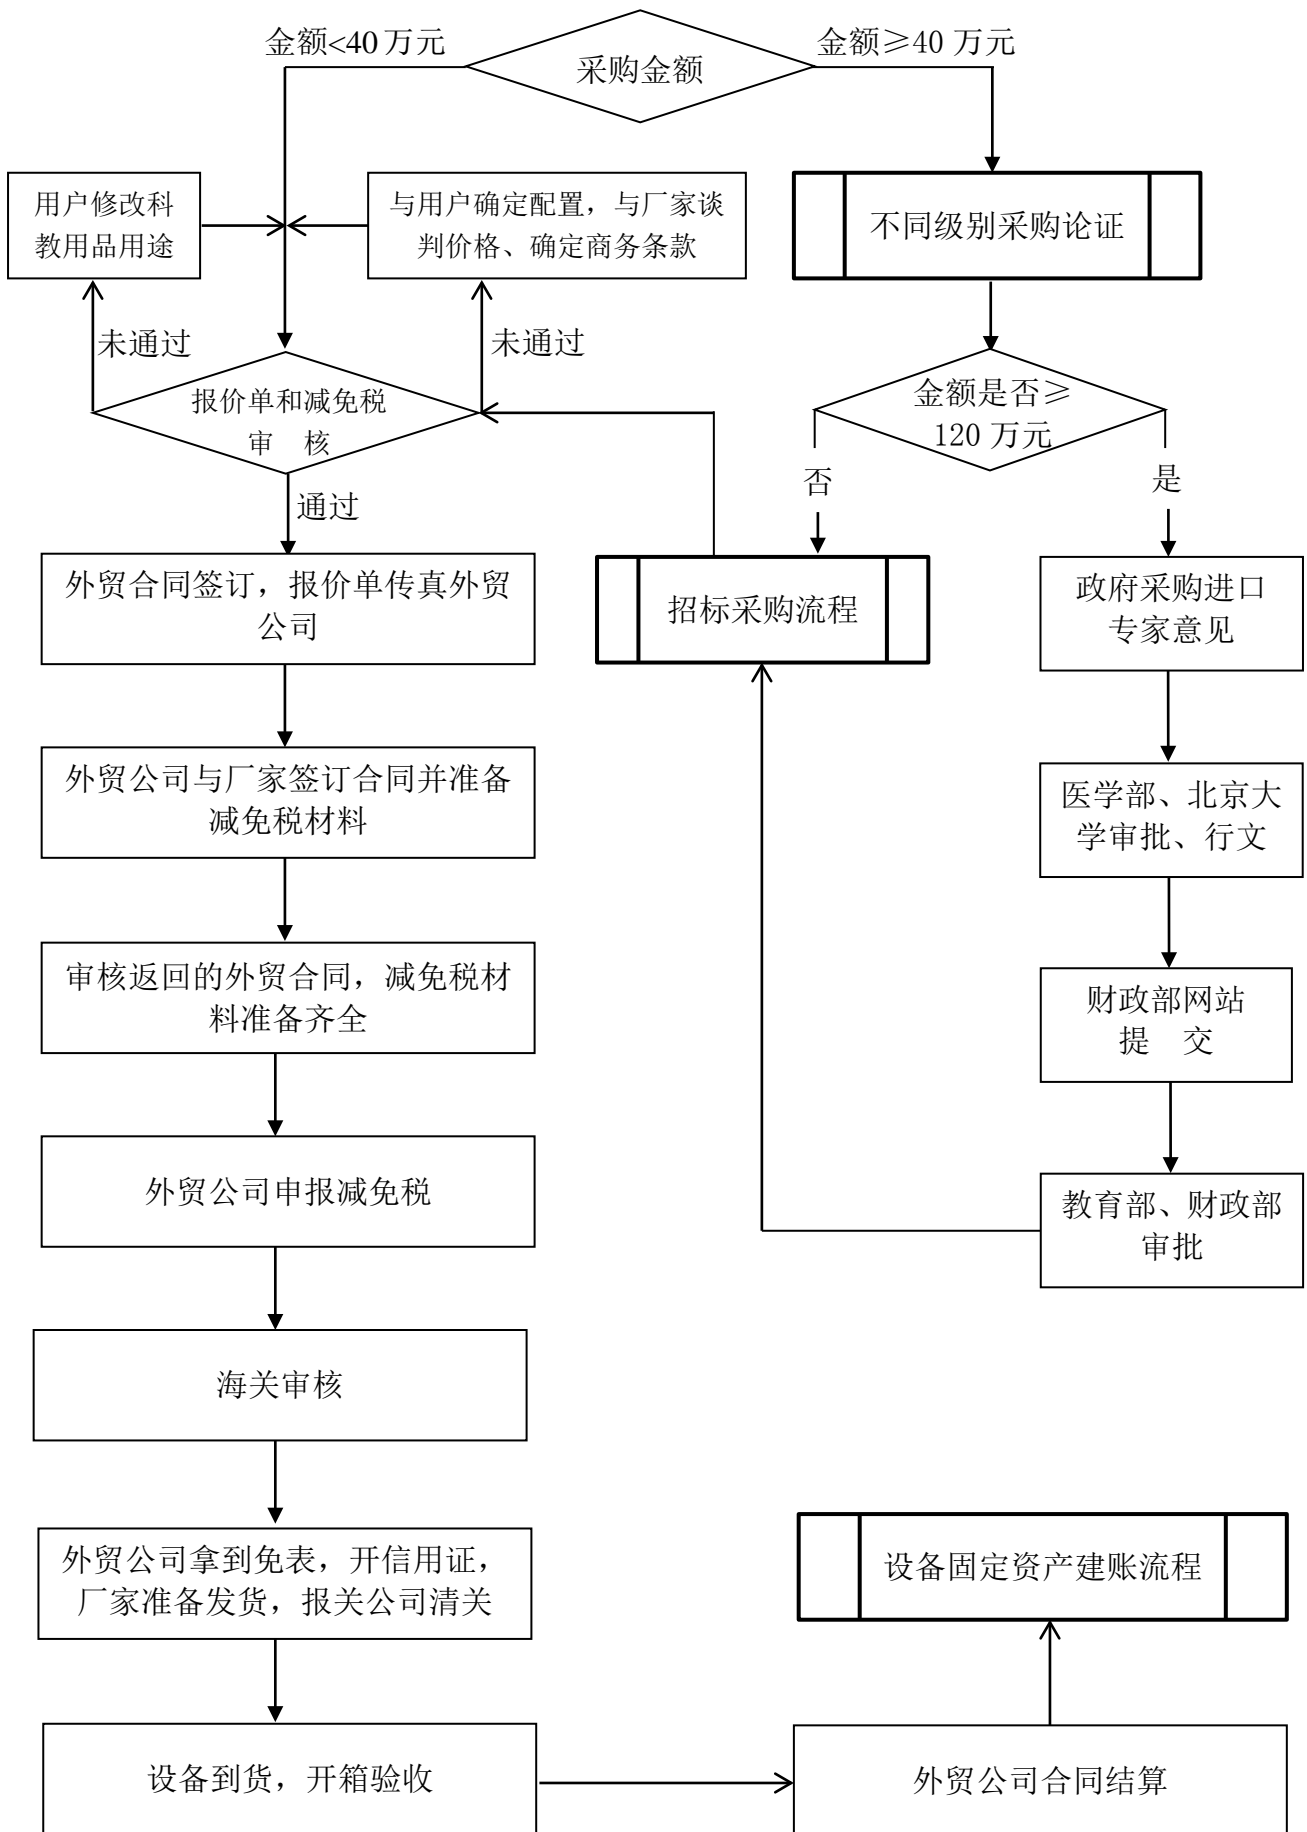 金额<40 万元
采购金额
金额≥40 万元
用户修改科
教用品用途
与用户确定配置，与厂家谈
判价格、确定商务条款
不同级别采购论证
未通过
未通过
报价单和减免税
审　核
金额是否≥
120 万元
否
是
通过
外贸合同签订，报价单传真外贸
公司
招标采购流程
政府采购进口
专家意见
外贸公司与厂家签订合同并准备
减免税材料
医学部、北京大
学审批、行文
审核返回的外贸合同，减免税材
料准备齐全
财政部网站
提　交
外贸公司申报减免税
教育部、财政部
审批
海关审核
外贸公司拿到免表，开信用证，
厂家准备发货，报关公司清关
设备固定资产建账流程
设备到货，开箱验收
外贸公司合同结算